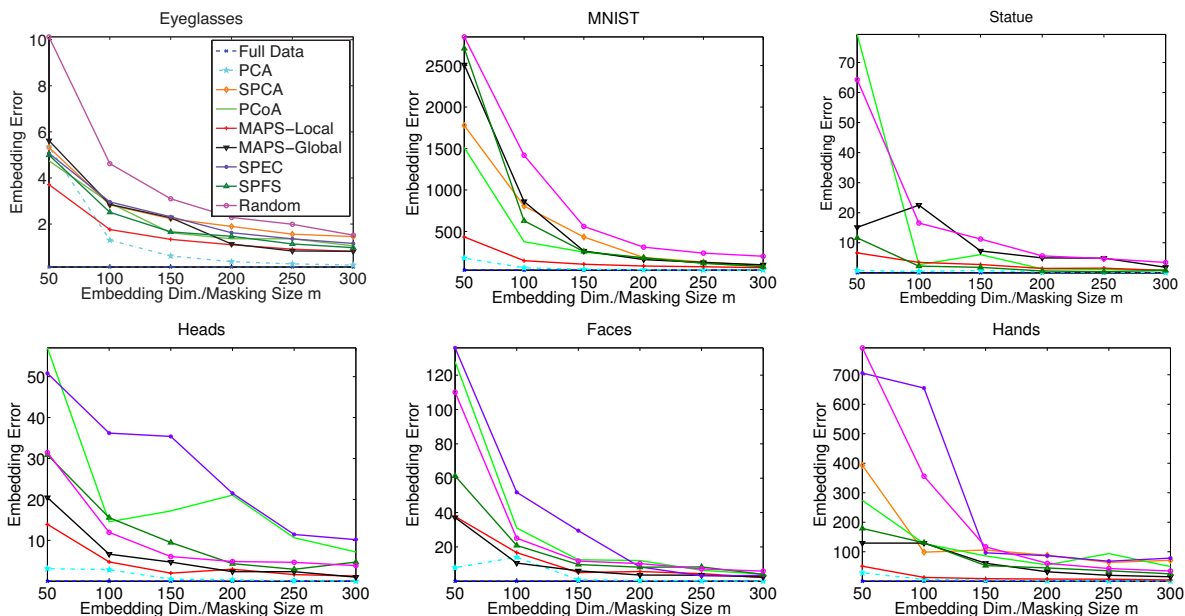 Eyeglasses
10
8
6
4
2
50 100 150 200 250 300
Embedding Error
Embedding Dim./Masking Size m
Full Data
PCA
SPCA
PCoA
MAPS-Local
MAPS-Global
SPEC
SPFS
Random
MNIST
2500
2000
1500
1000
500
50 100 150 200 250 300
Embedding Error
Embedding Dim./Masking Size m
Statue
70
60
50
40
30
20
10
50 100 150 200 250 300
Embedding Error
Embedding Dim./Masking Size m
Heads
50
40
30
20
10
50 100 150 200 250 300
Embedding Error
Embedding Dim./Masking Size m
Faces
120
100
80
60
40
20
50 100 150 200 250 300
Embedding Error
Embedding Dim./Masking Size m
Hands
700
600
500
400
300
200
100
50 100 150 200 250 300
Embedding Error
Embedding Dim./Masking Size m